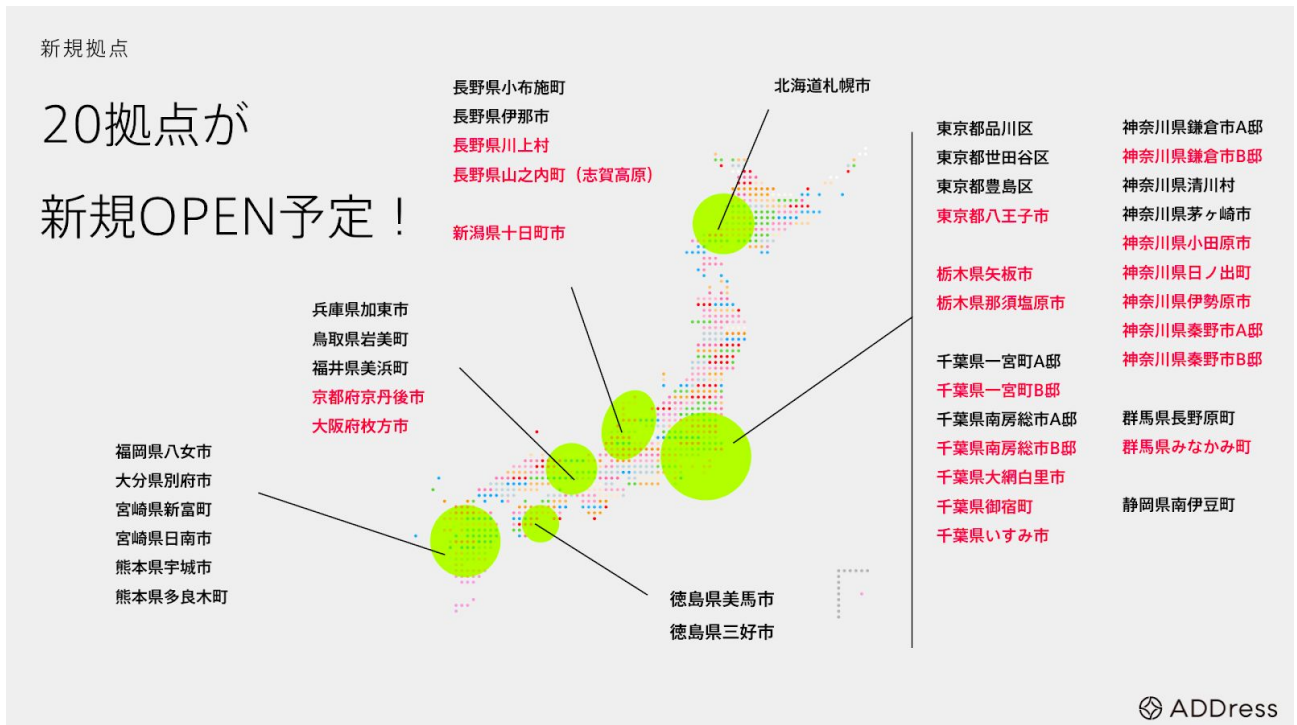 新規拠点
20拠点が
新規OPEN予定！
長野県小布施町
長野県伊那市
長野県川上村
長野県山之内町（志賀高原）
新潟県十日町市
北海道札幌市
兵庫県加東市
鳥取県岩美町
福井県美浜町
京都府京丹後市
大阪府枚方市
福岡県八女市
大分県別府市
宮崎県新富町
宮崎県日南市
熊本県宇城市
熊本県多良木町
徳島県美馬市
徳島県三好市
東京都品川区
東京都世田谷区
東京都豊島区
東京都八王子市
栃木県矢板市
栃木県那須塩原市
千葉県一宮町A邸
千葉県一宮町B邸
千葉県南房総市A邸
千葉県南房総市B邸
千葉県大網白里市
千葉県御宿町
千葉県いすみ市
神奈川県鎌倉市A邸
神奈川県鎌倉市B邸
神奈川県清川村
神奈川県茅ヶ崎市
神奈川県小田原市
神奈川県日ノ出町
神奈川県伊勢原市
神奈川県秦野市A邸
神奈川県秦野市B邸
群馬県長野原町
群馬県みなかみ町
静岡県南伊豆町
ADDress